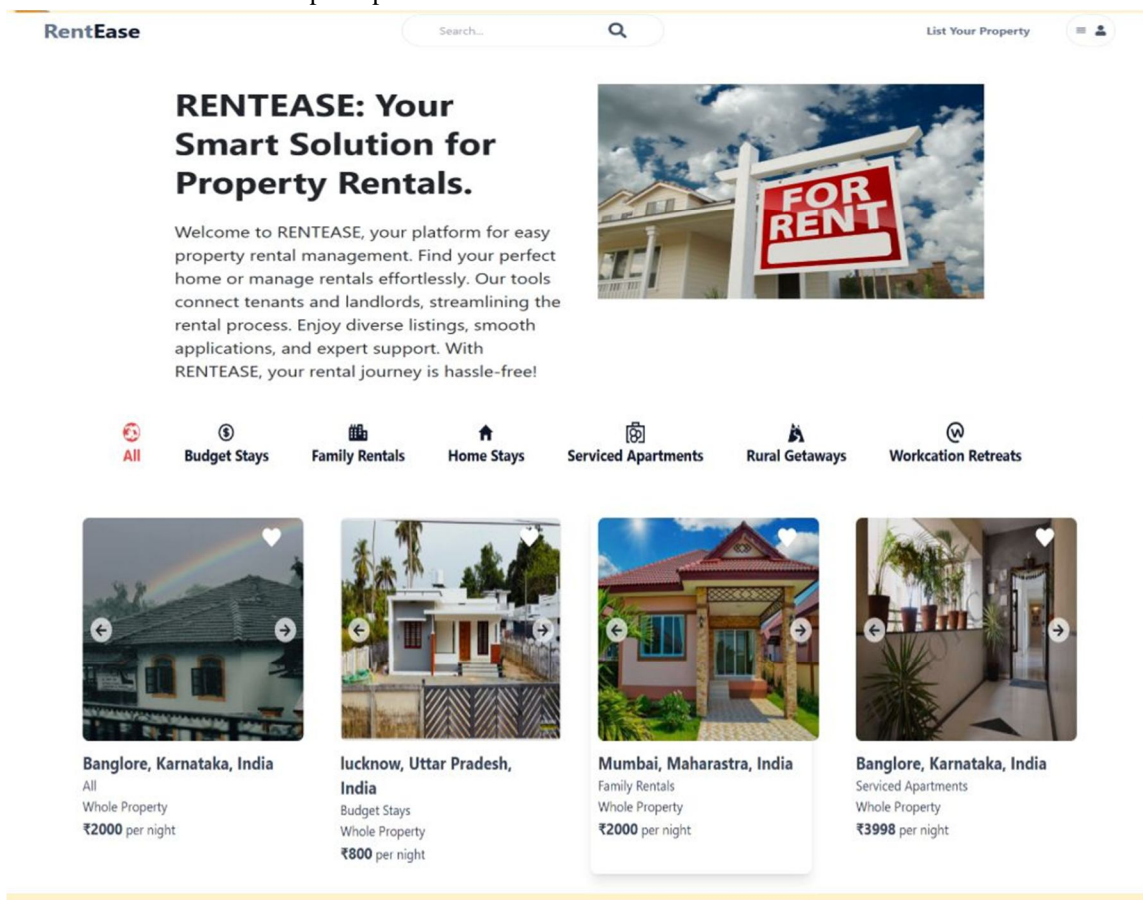 RentEase
Search...
List Your Property
RENTEASE: Your
Smart Solution for
Property Rentals.
Welcome to RENTEASE, your platform for easy
property rental management. Find your perfect
home or manage rentals effortlessly. Our tools
connect tenants and landlords, streamlining the
rental process. Enjoy diverse listings, smooth
applications, and expert support. With
RENTEASE, your rental journey is hassle-free!
FOR
RENT
All
Budget Stays
Family Rentals
Home Stays
Serviced Apartments
Rural Getaways
Workcation Retreats
Banglore, Karnataka, India
All
Whole Property
₹2000 per night
lucknow, Uttar Pradesh,
India
Budget Stays
Whole Property
₹800 per night
Mumbai, Maharastra, India
Family Rentals
Whole Property
₹2000 per night
Banglore, Karnataka, India
Serviced Apartments
Whole Property
₹3998 per night